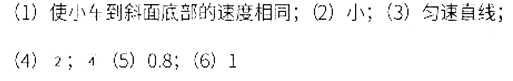 （1）使小车到斜面底部的速度相同；（2）小；（3）匀速直线；
（4） 2； 4 （5）0.8；（6）1